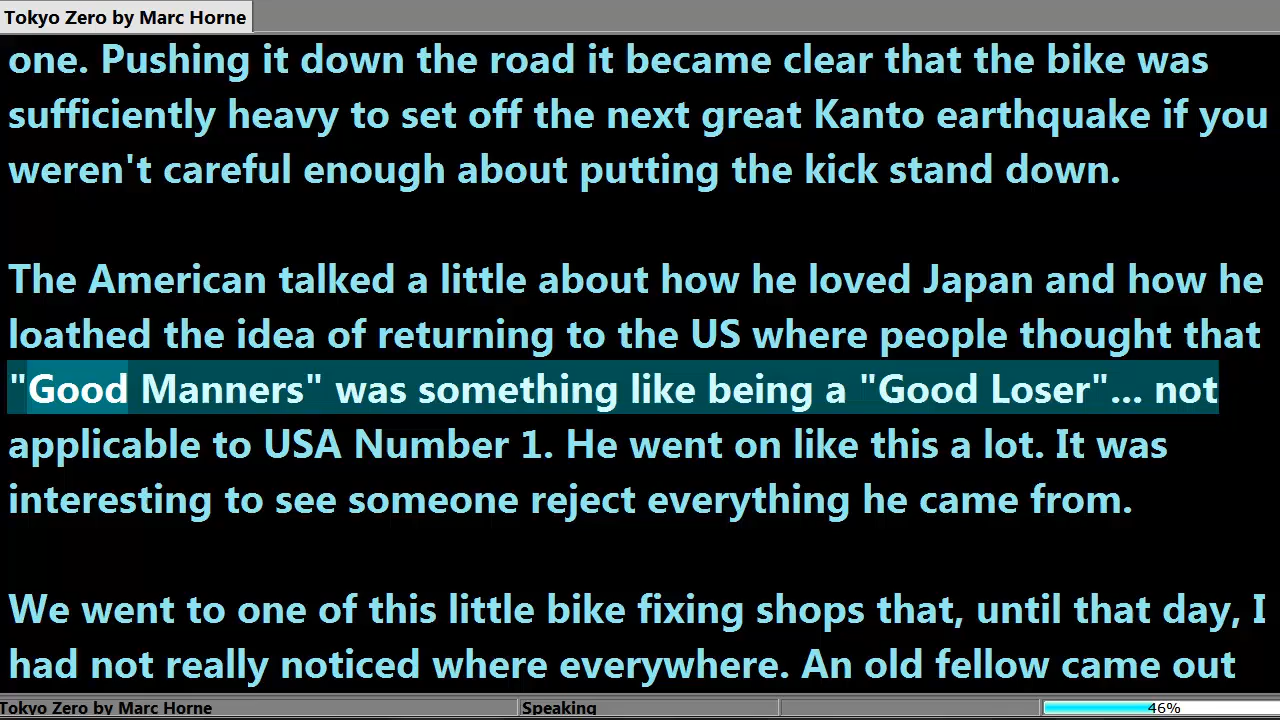 Tokyo Zero by Marc Horne
one. Pushing it down the road it became clear that the bike was
sufficiently heavy to set off the next great Kanto earthquake if you
weren't careful enough about putting the kick stand down.
The American talked a little about how he loved Japan and how he
loathed the idea of returning to the US where people thought that
"Good Manners" was something like being a "Good Loser"... not
applicable to USA Number 1. He went on like this a lot. It was
interesting to see someone reject everything he came from.
We went to one of this little bike fixing shops that, until that day, I
had not really noticed where everywhere. An old fellow came out
Tokyo Zero by Marc Horne Speaking 46%